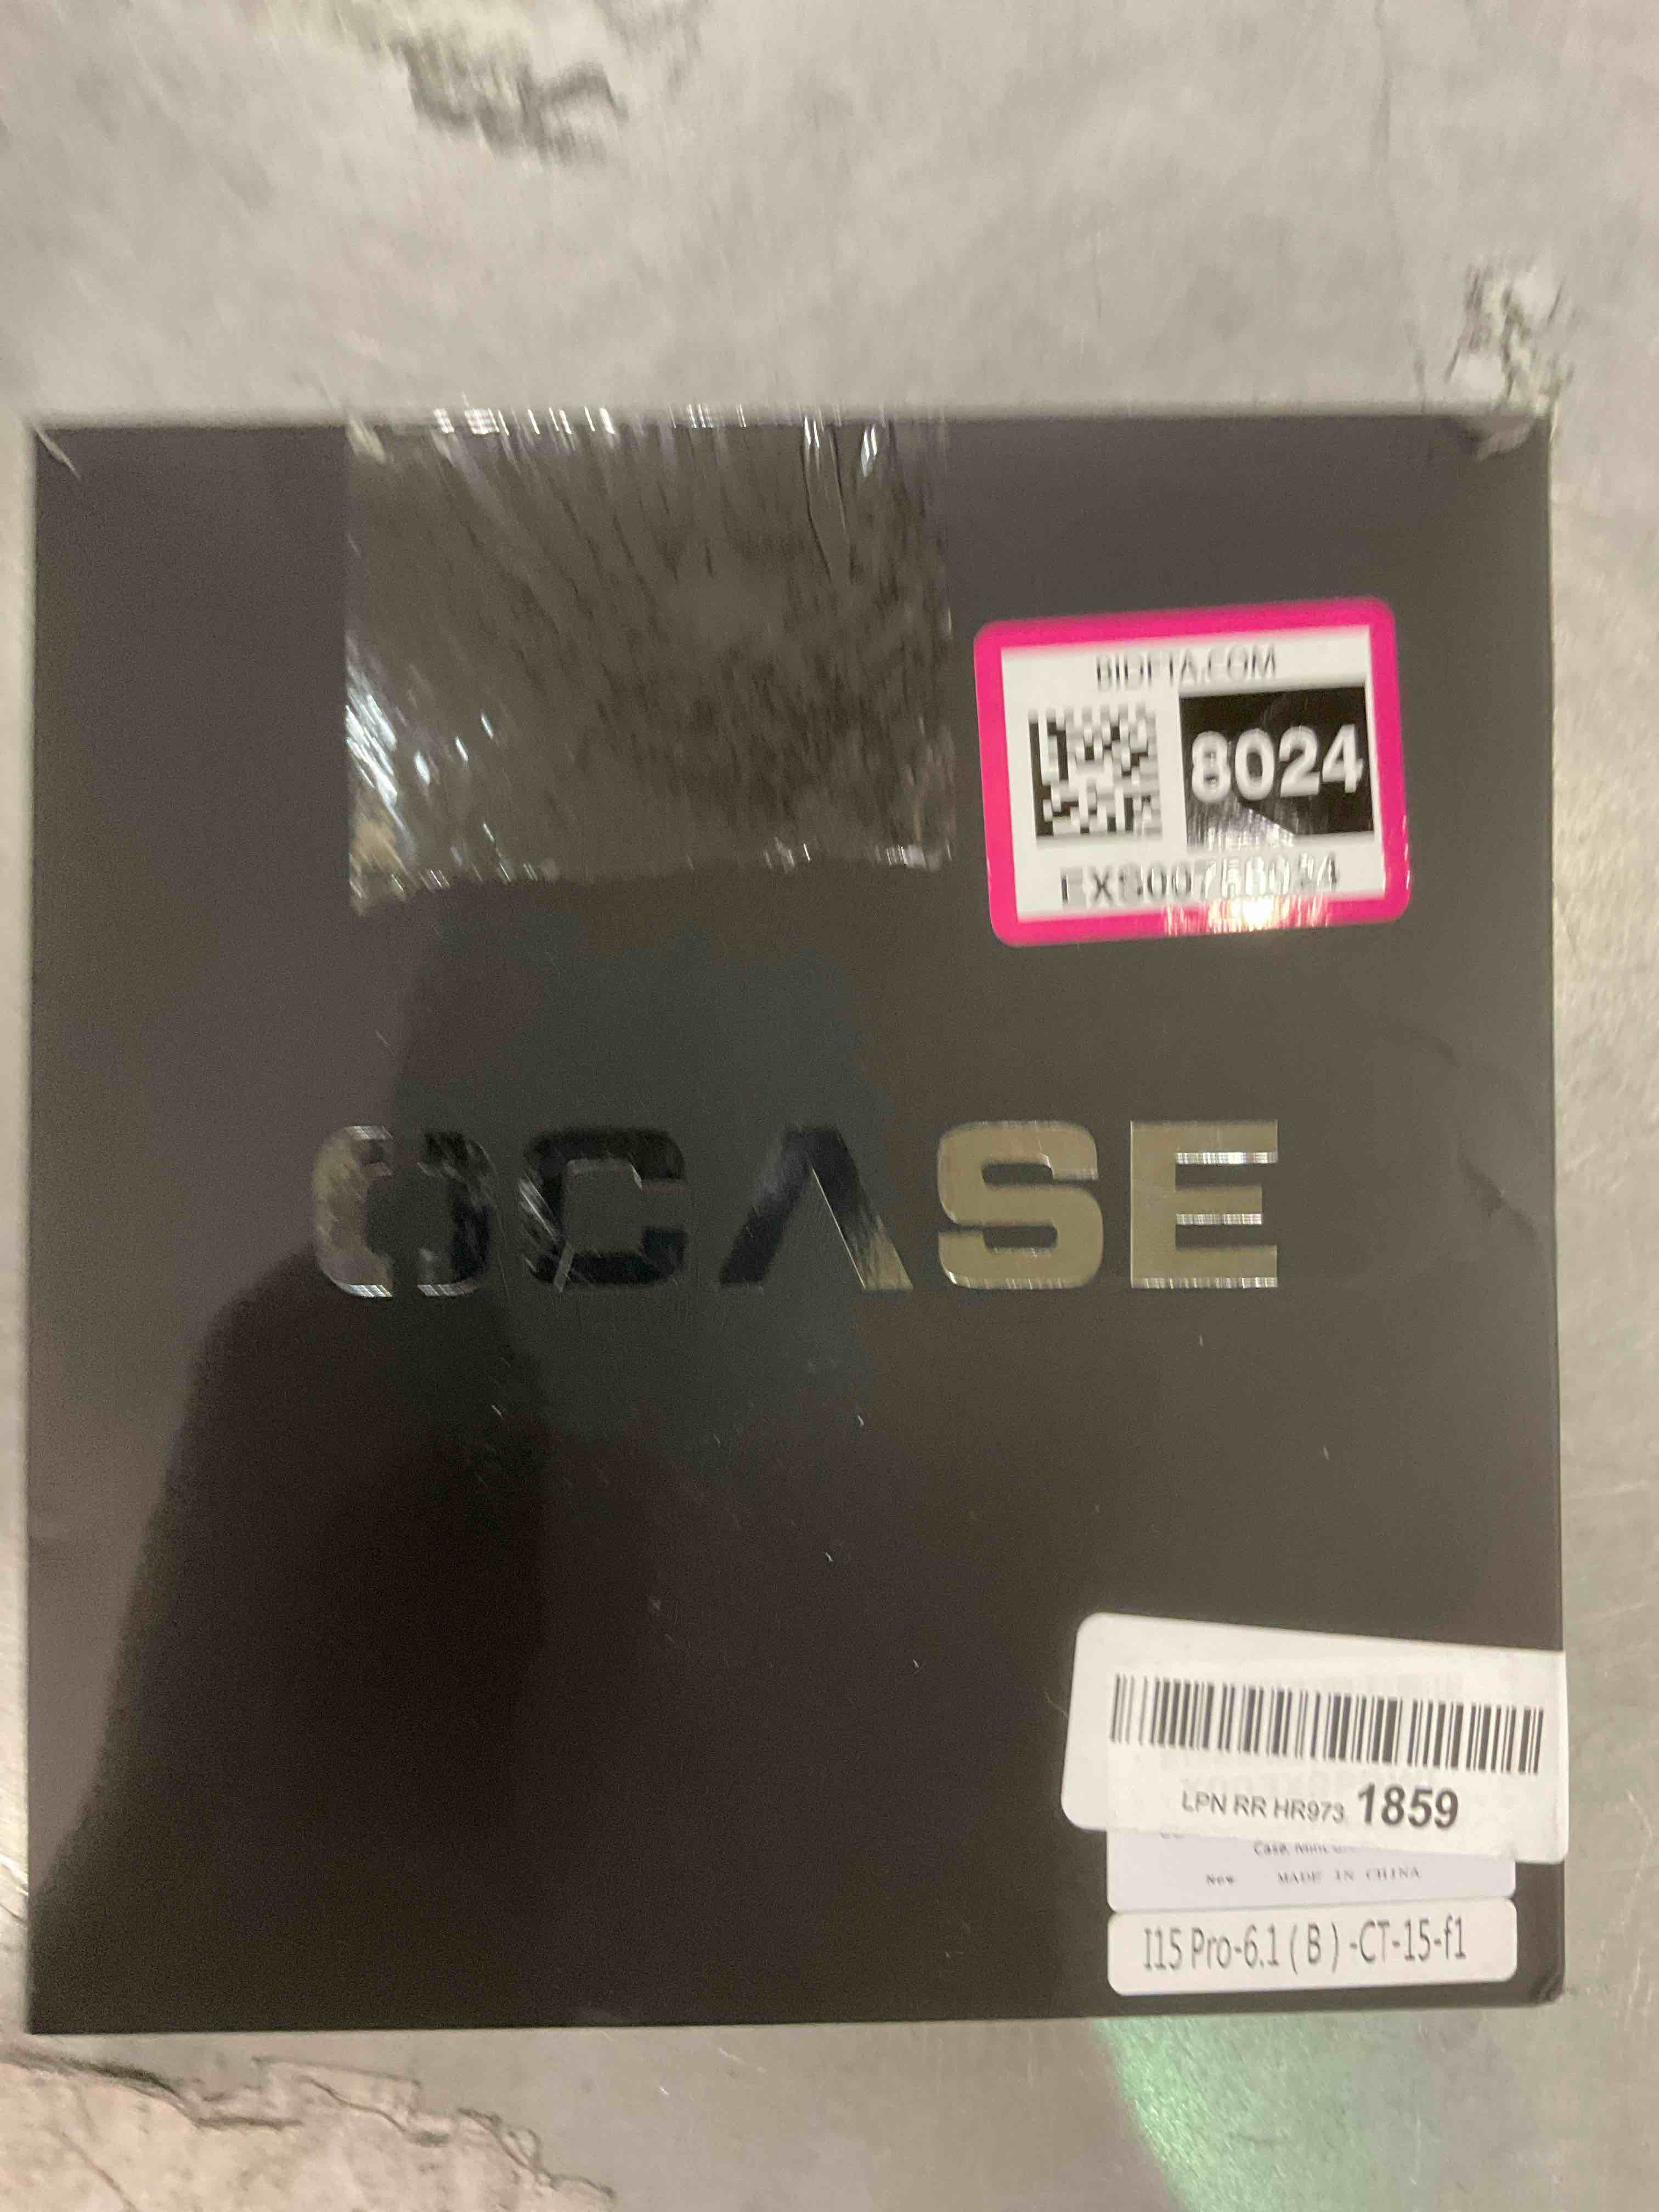 BIDFTA.COM
8024
OCASE
LPN RR HR973 1859
Case,
New MADE IN CHINA
I15 Pro-6.1 ( B ) -CT-15-f1